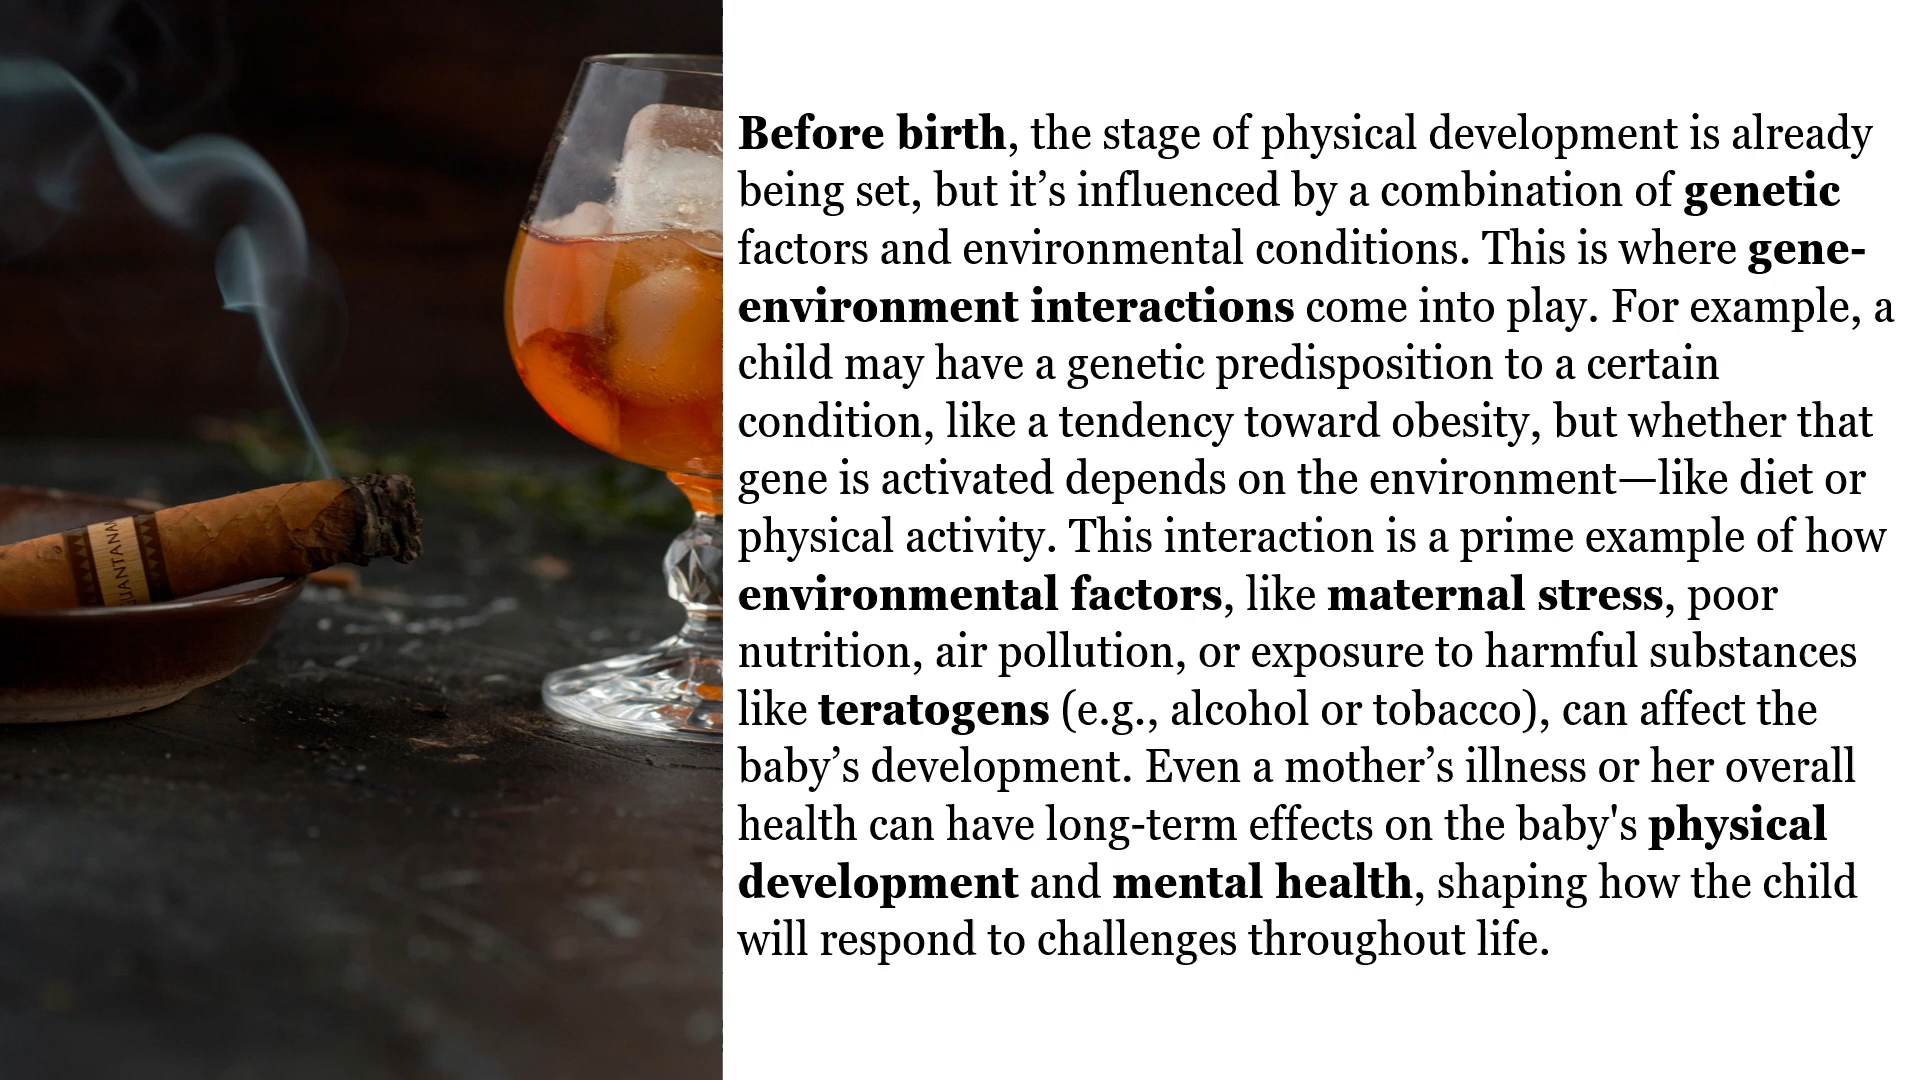 Before birth, the stage of physical development is already
being set, but it’s influenced by a combination of genetic
factors and environmental conditions. This is where gene-
environment interactions come into play. For example, a
child may have a genetic predisposition to a certain
condition, like a tendency toward obesity, but whether that
gene is activated depends on the environment—like diet or
physical activity. This interaction is a prime example of how
environmental factors, like maternal stress, poor
nutrition, air pollution, or exposure to harmful substances
like teratogens (e.g., alcohol or tobacco), can affect the
baby’s development. Even a mother’s illness or her overall
health can have long-term effects on the baby's physical
development and mental health, shaping how the child
will respond to challenges throughout life.